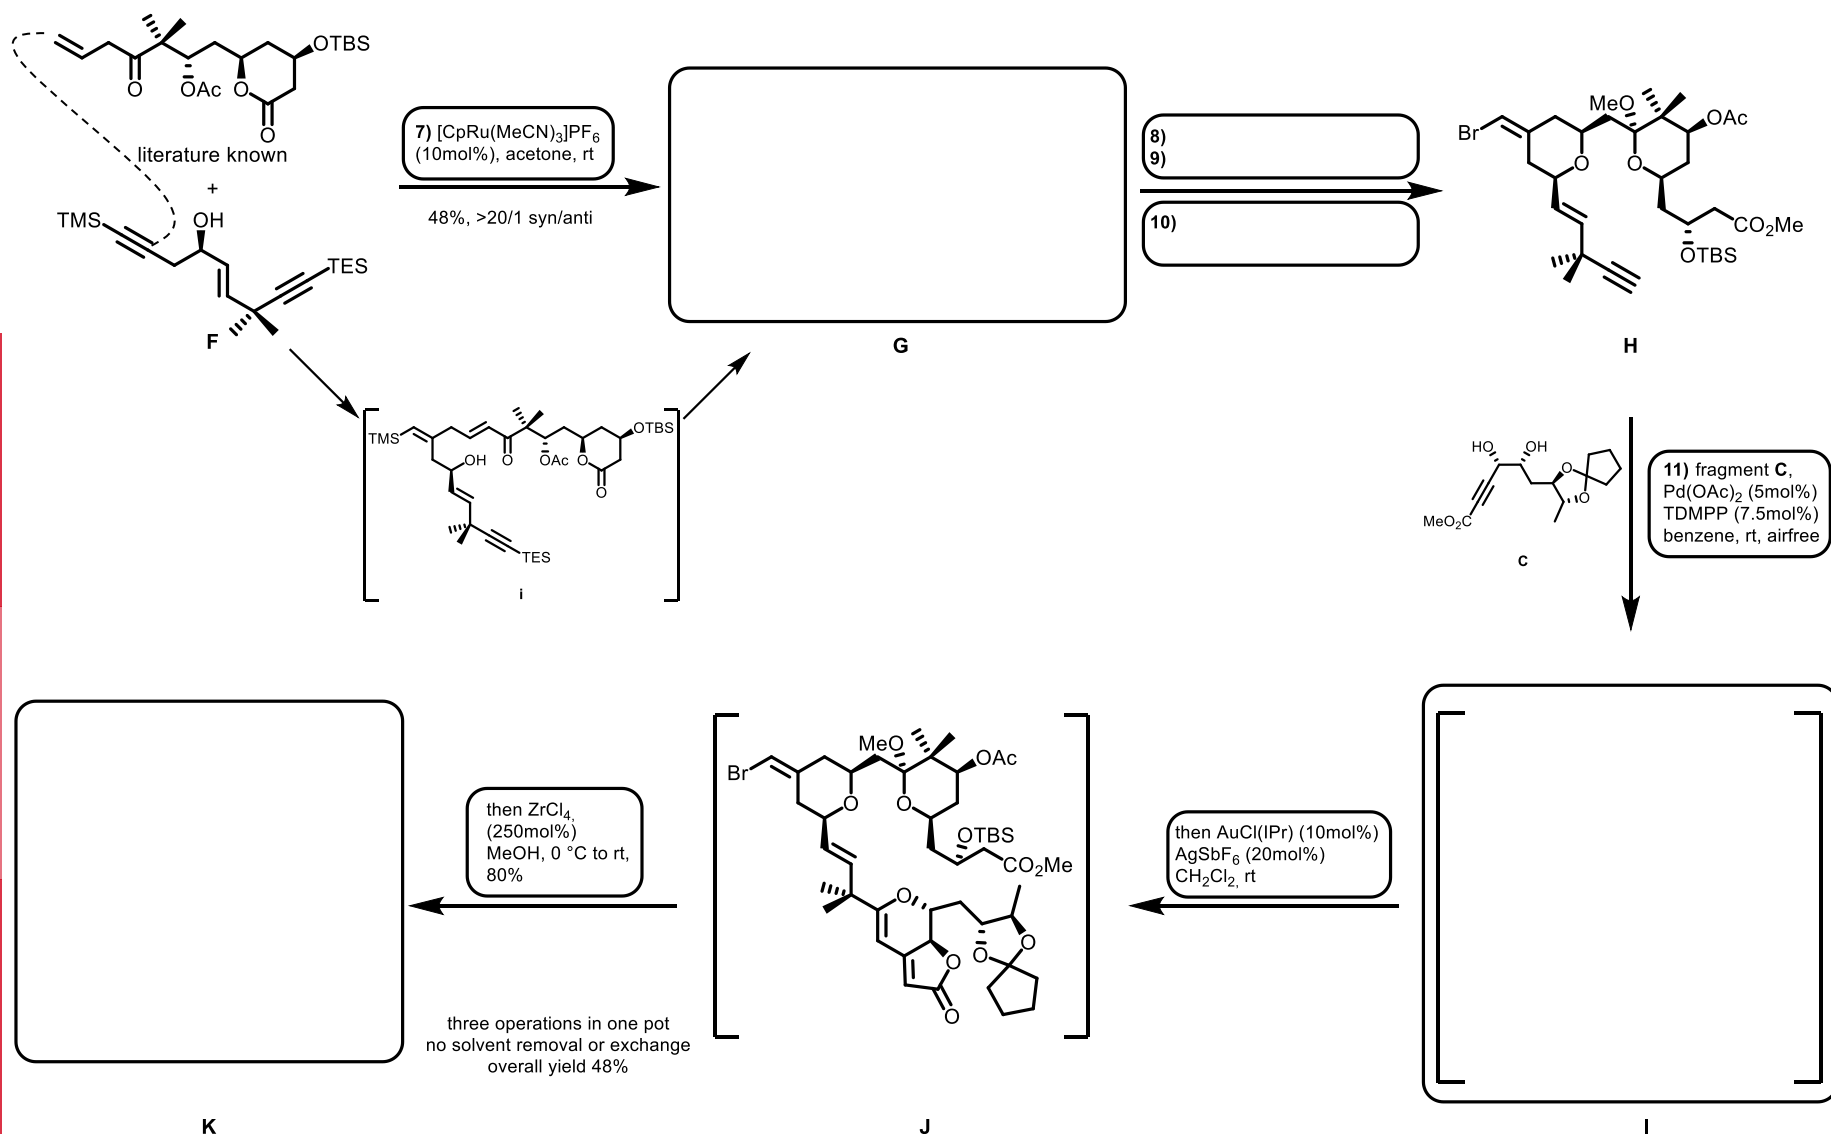 OTBS
O
OAc
O
O
literature known
+
TMS
OH
TES
F
7) [CpRu(MeCN)3]PF6
(10mol%), acetone, rt
48%, >20/1 syn/anti
G
8)
9)
10)
MeO
OAc
Br
O
O
CO2Me
OTBS
H
TMS
OH
O
OAc
O
O
OTBS
TES
i
HO
OH
O
O
MeO2C
C
11) fragment C,
Pd(OAc)2 (5mol%)
TDMPP (7.5mol%)
benzene, rt, airfree
I
then AuCl(IPr) (10mol%)
AgSbF6 (20mol%)
CH2Cl2, rt
MeO
OAc
Br
O
O
OTBS
CO2Me
O
O
O
O
O
J
then ZrCl4,
(250mol%)
MeOH, 0 °C to rt,
80%
three operations in one pot
no solvent removal or exchange
overall yield 48%
K